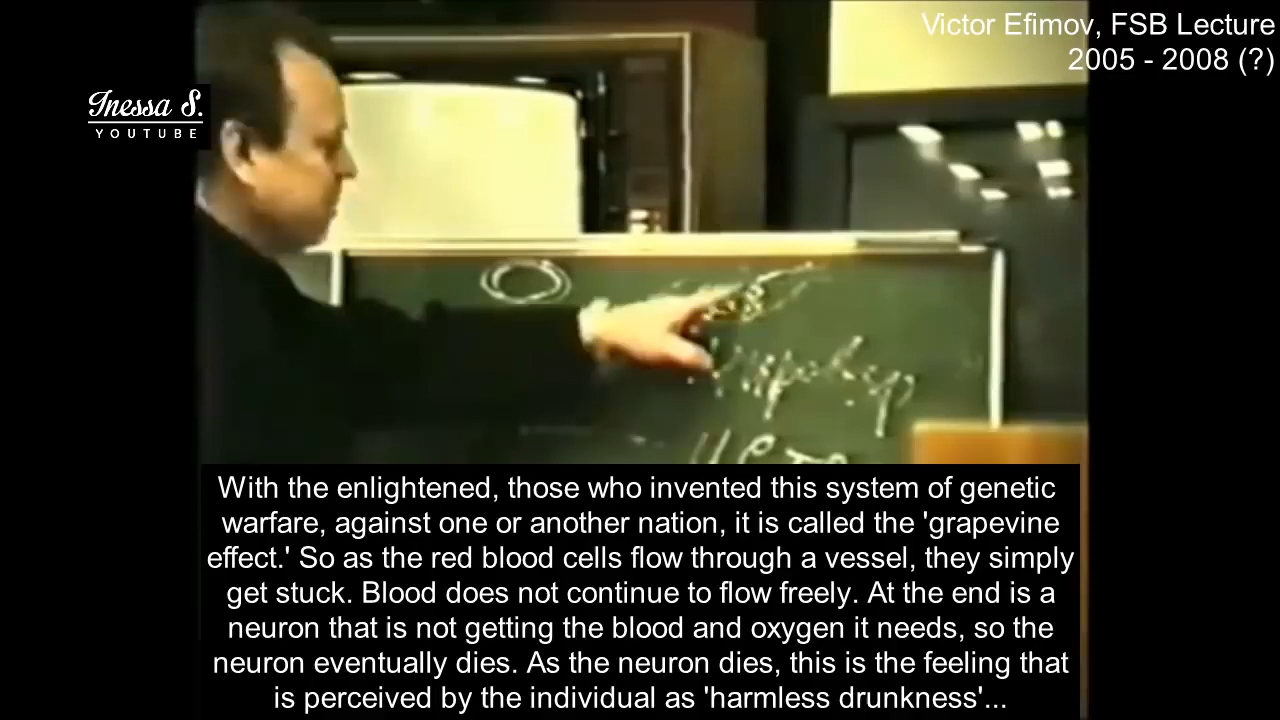 Victor Efimov, FSB Lecture
2005 - 2008 (?)
Inessa S.
YOUTUBE
With the enlightened, those who invented this system of genetic
warfare, against one or another nation, it is called the 'grapevine
effect.' So as the red blood cells flow through a vessel, they simply
get stuck. Blood does not continue to flow freely. At the end is a
neuron that is not getting the blood and oxygen it needs, so the
neuron eventually dies. As the neuron dies, this is the feeling that
is perceived by the individual as 'harmless drunkness'...